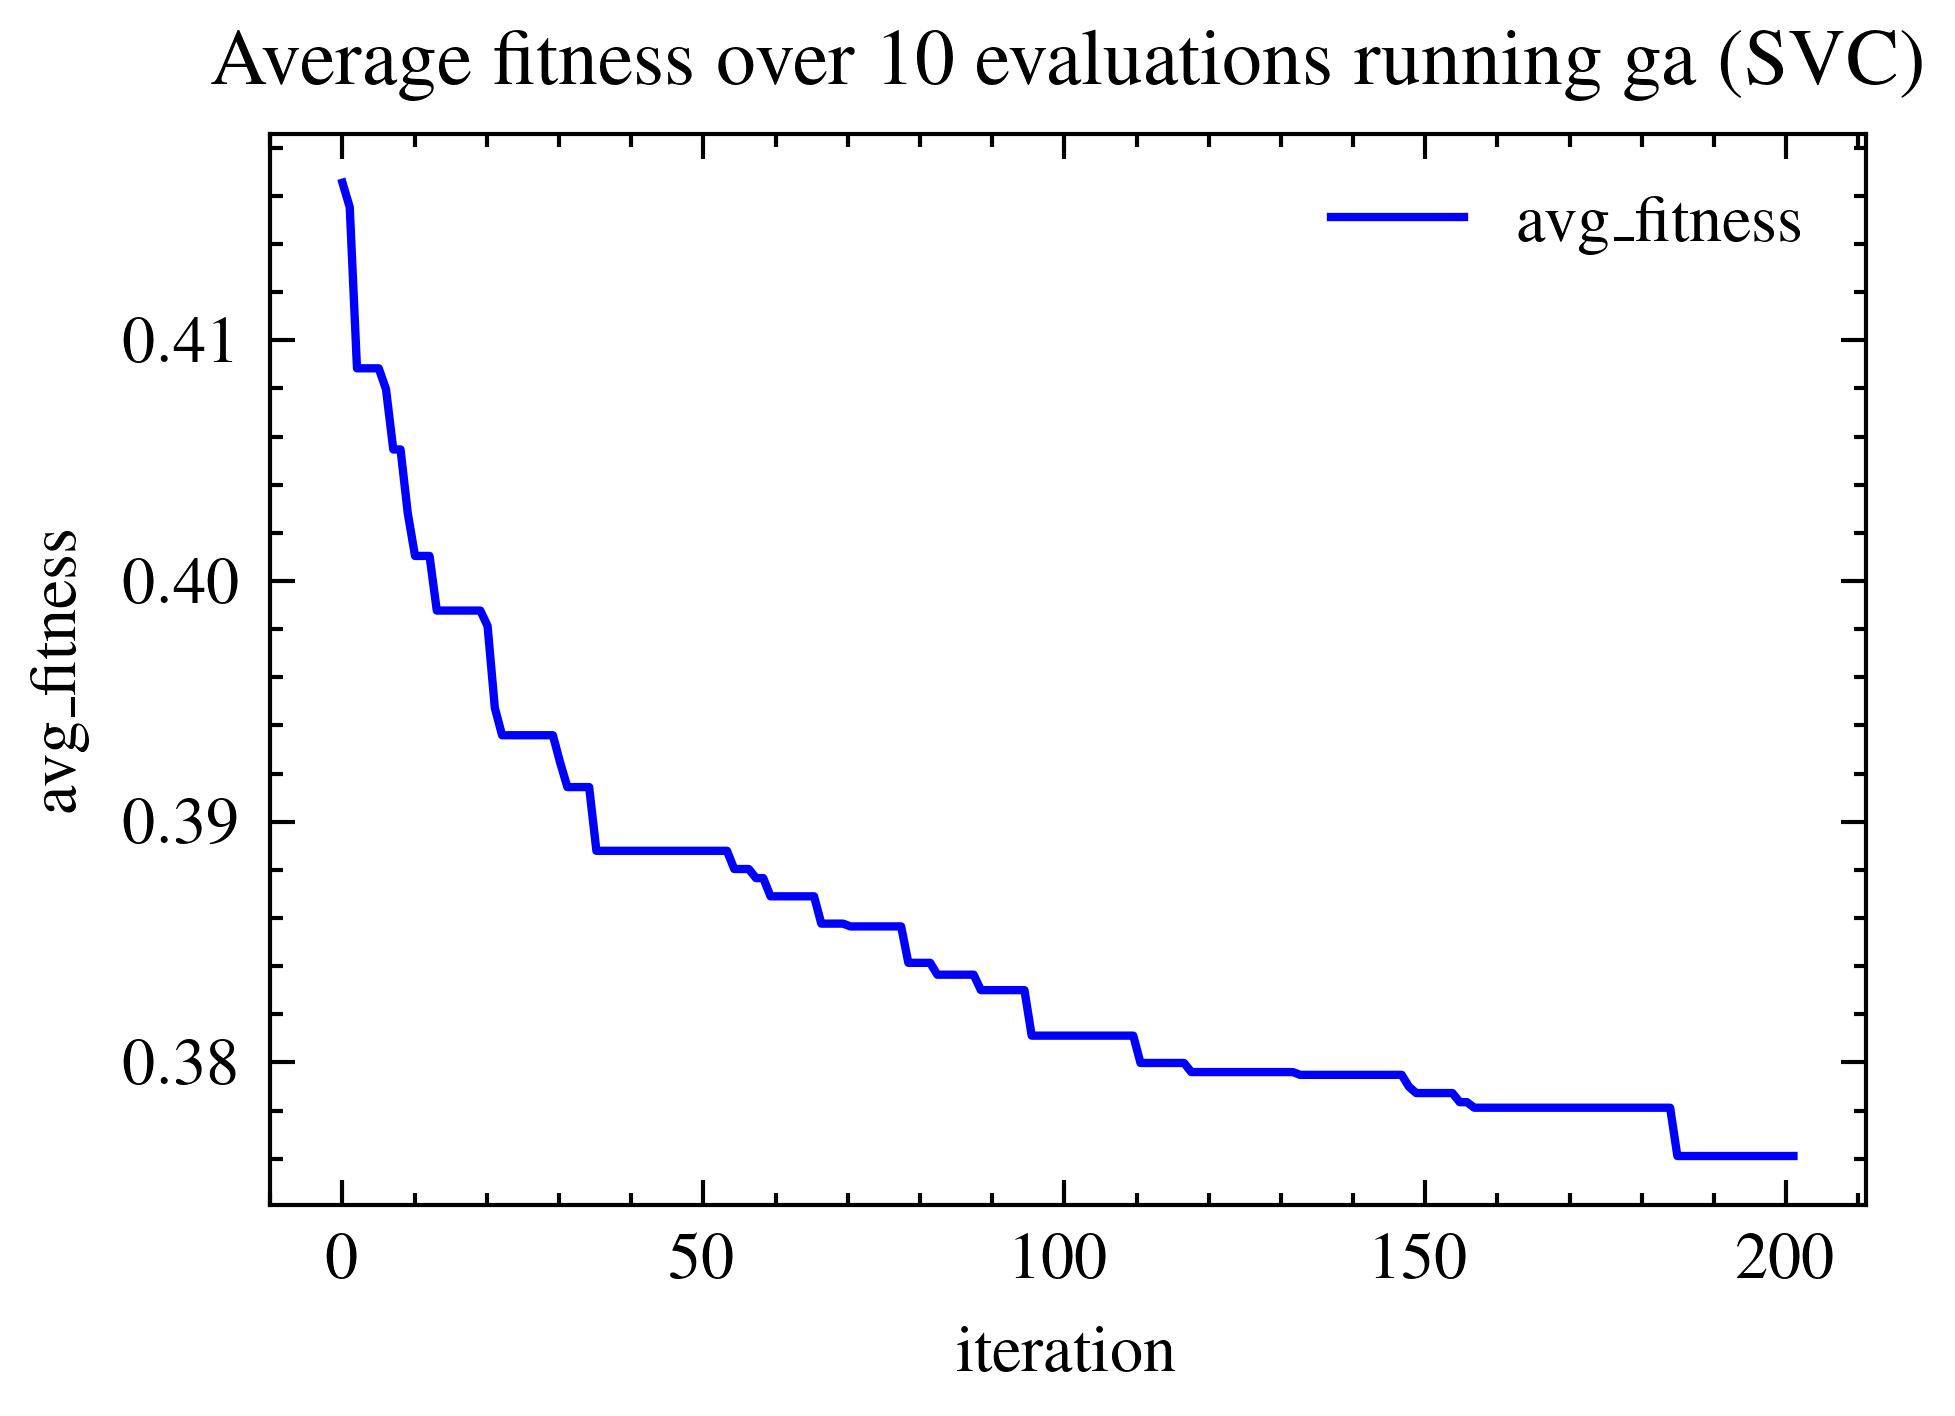 Average fitness over 10 evaluations running ga (SVC)
avg_fitness
0.41
0.40
0.39
0.38
avg_fitness
0 50 100 150 200
iteration